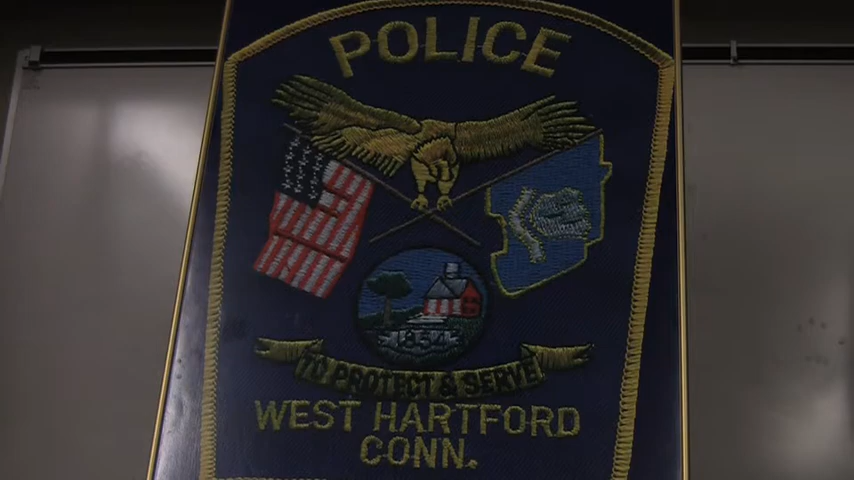 POLICE
1854
TO PROTECT & SERVE
WEST HARTFORD
CONN.